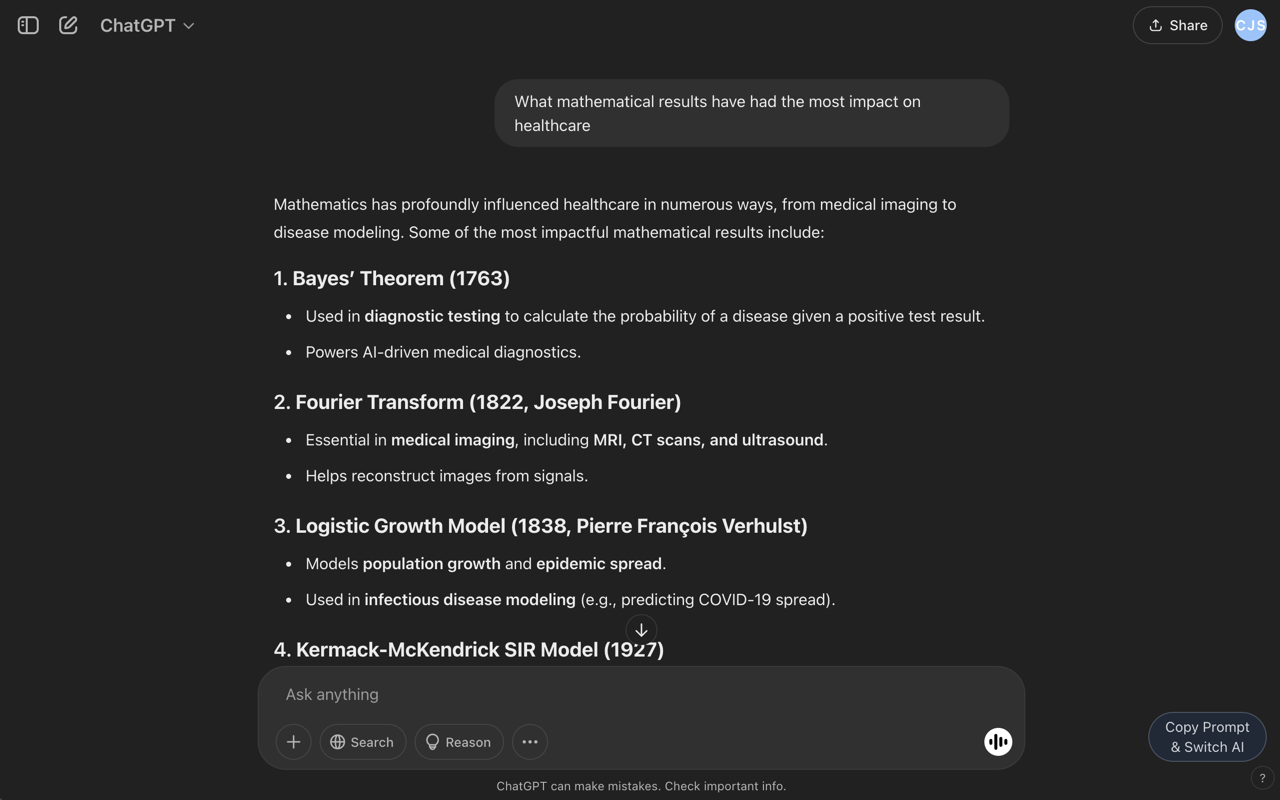 ChatGPT
Share
CJS
What mathematical results have had the most impact on
healthcare
Mathematics has profoundly influenced healthcare in numerous ways, from medical imaging to
disease modeling. Some of the most impactful mathematical results include:
1. Bayes’ Theorem (1763)
• Used in diagnostic testing to calculate the probability of a disease given a positive test result.
• Powers AI-driven medical diagnostics.
2. Fourier Transform (1822, Joseph Fourier)
• Essential in medical imaging, including MRI, CT scans, and ultrasound.
• Helps reconstruct images from signals.
3. Logistic Growth Model (1838, Pierre François Verhulst)
• Models population growth and epidemic spread.
• Used in infectious disease modeling (e.g., predicting COVID-19 spread).
4. Kermack-McKendrick SIR Model (1927)
Ask anything
Search
Reason
Copy Prompt
& Switch AI
ChatGPT can make mistakes. Check important info.
?